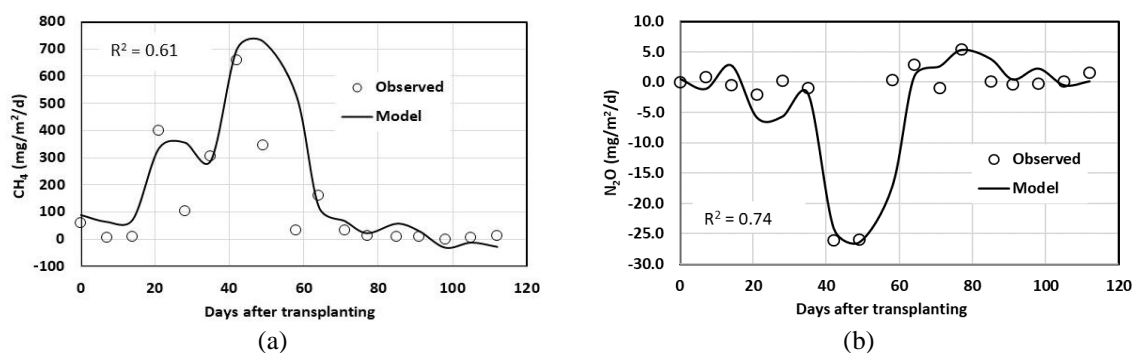 800
700
600
500
400
300
200
100
0
-100
CH₄ (mg/m²/d)
R² = 0.61
Observed
Model
0 20 40 60 80 100 120
Days after transplanting
(a)
10.0
5.0
0.0
-5.0
-10.0
-15.0
-20.0
-25.0
-30.0
N₂O (mg/m²/d)
Observed
Model
R² = 0.74
0 20 40 60 80 100 120
Days after transplanting
(b)